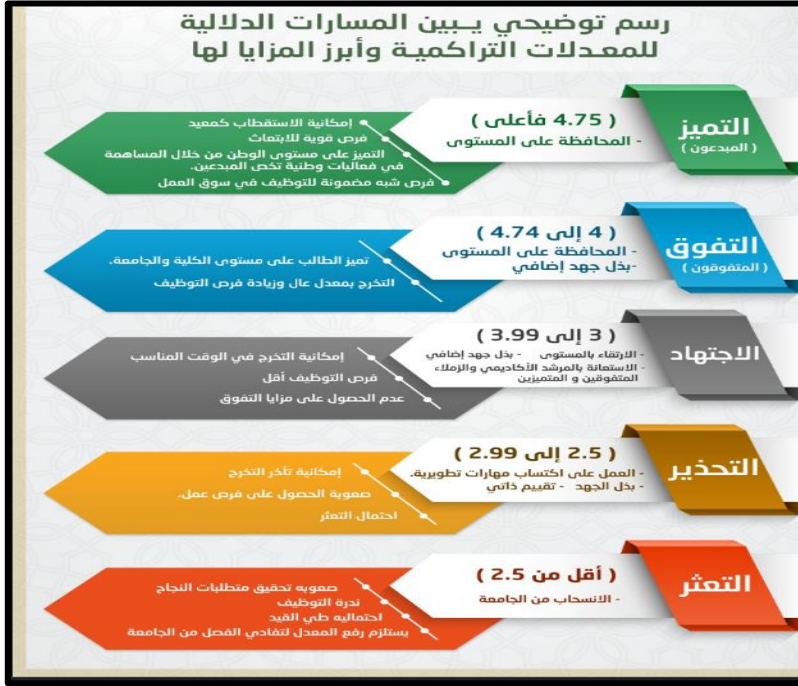 رسم توضيحي يبين المسارات الدلالية
للمعدلات التراكمية وأبرز المزايا لها
التميز
( المبدعون )
( 4.75 فأعلى )
- المحافظة على المستوى
إمكانية الاستقطاب كمعيد
فرص قوية للابتعاث
التميز على مستوى الوطن من خلال المساهمة
في فعاليات وطنية تخص المبدعين.
فرص شبه مضمونة للتوظيف في سوق العمل
التفوق
( المتفوقون )
( 4 إلى 4.74 )
- المحافظة على المستوى
-بذل جهد إضافي
تميز الطالب على مستوى الكلية والجامعة.
التخرج بمعدل عال وزيادة فرص التوظيف
الاجتهاد
( 3 إلى 3.99 )
- الارتقاء بالمستوى - بذل جهد إضافي
- الاستعانة بالمرشد الأكاديمي والزملاء
المتفوقين و المتميزين
إمكانية التخرج في الوقت المناسب
فرص التوظيف أقل
عدم الحصول على مزايا التفوق
التحذير
( 2.5 إلى 2.99 )
- العمل على اكتساب مهارات تطويرية.
- بذل الجهد - تقييم ذاتي
إمكانية تأخر التخرج
صعوبة الحصول على فرص عمل.
احتمال التعثر
التعثر
( أقل من 2.5 )
- الانسحاب من الجامعة
صعوبه تحقيق متطلبات النجاح
ندرة التوظيف
احتماليه طي القيد
يستلزم رفع المعدل لتفادي الفصل من الجامعة